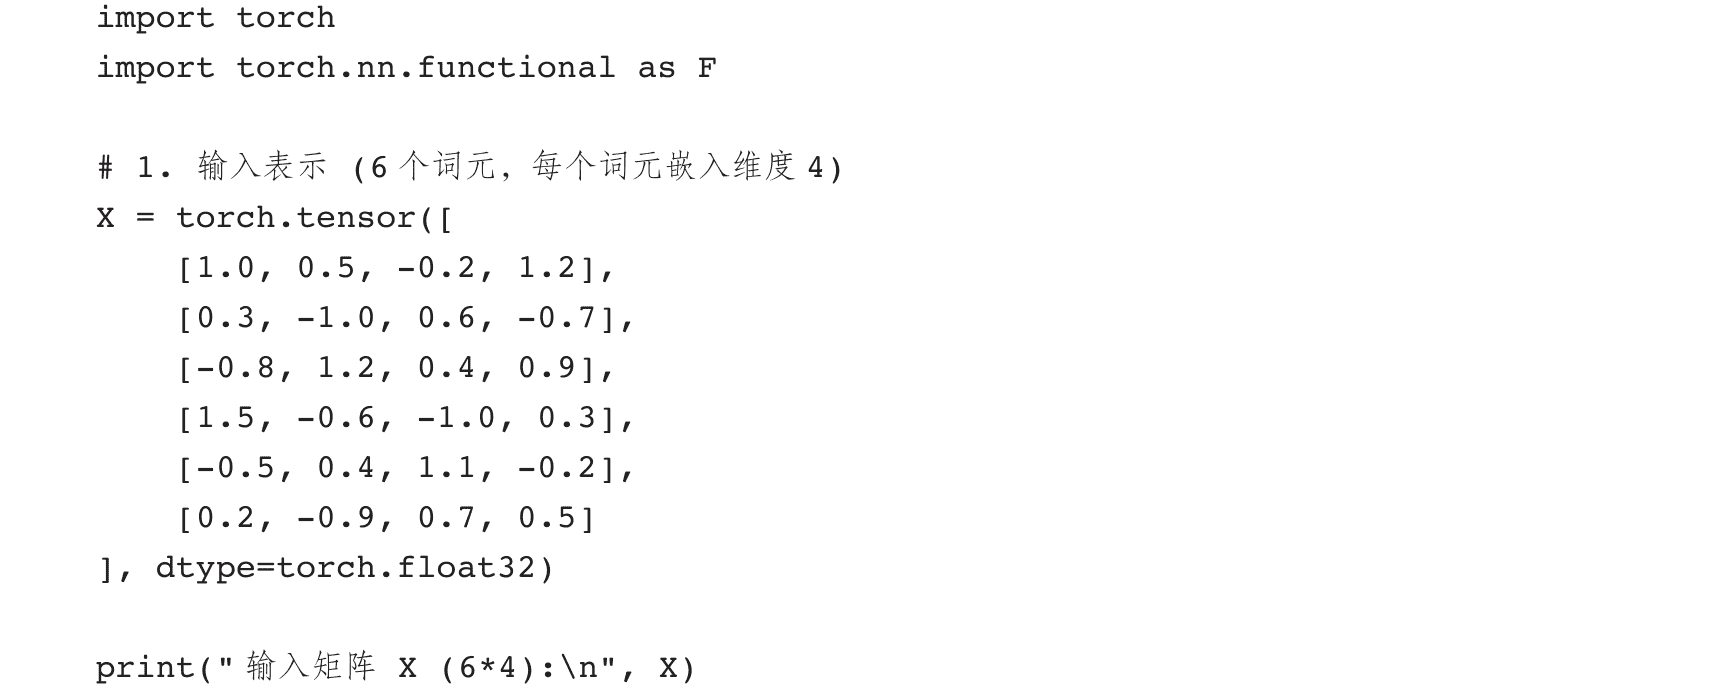 import torch
import torch.nn.functional as F
# 1. 输入表示 (6 个词元, 每个词元嵌入维度 4)
X = torch.tensor([
    [1.0, 0.5, -0.2, 1.2],
    [0.3, -1.0, 0.6, -0.7],
    [-0.8, 1.2, 0.4, 0.9],
    [1.5, -0.6, -1.0, 0.3],
    [-0.5, 0.4, 1.1, -0.2],
    [0.2, -0.9, 0.7, 0.5]
], dtype=torch.float32)
print(" 输入矩阵 X (6*4):\n", X)